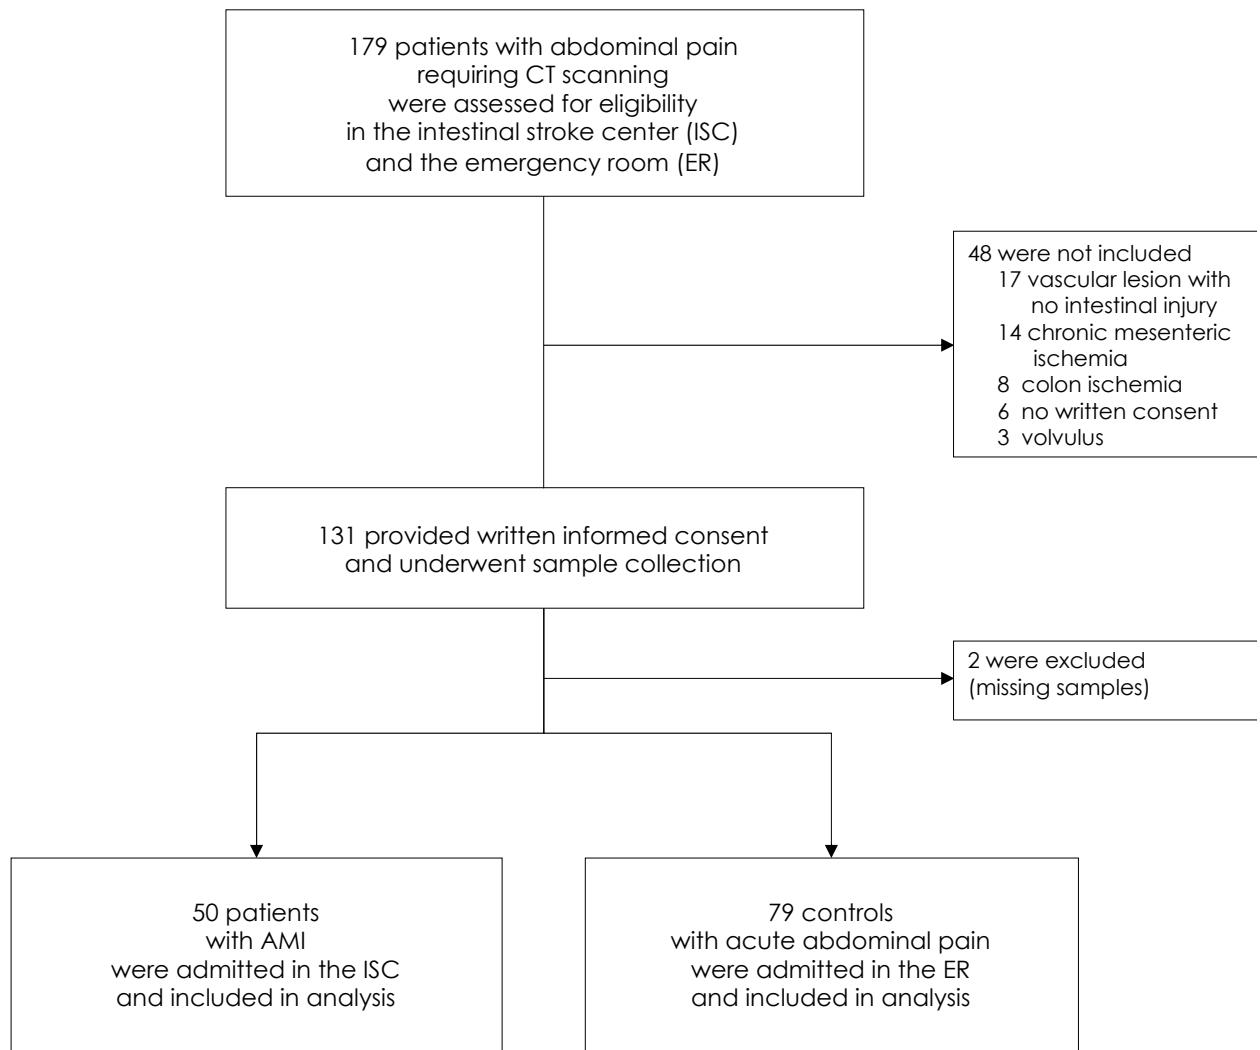 179 patients with abdominal pain
requiring CT scanning
were assessed for eligibility
in the intestinal stroke center (ISC)
and the emergency room (ER)
48 were not included
17 vascular lesion with
no intestinal injury
14 chronic mesenteric
ischemia
8 colon ischemia
6 no written consent
3 volvulus
131 provided written informed consent
and underwent sample collection
2 were excluded
(missing samples)
50 patients
with AMI
were admitted in the ISC
and included in analysis
79 controls
with acute abdominal pain
were admitted in the ER
and included in analysis